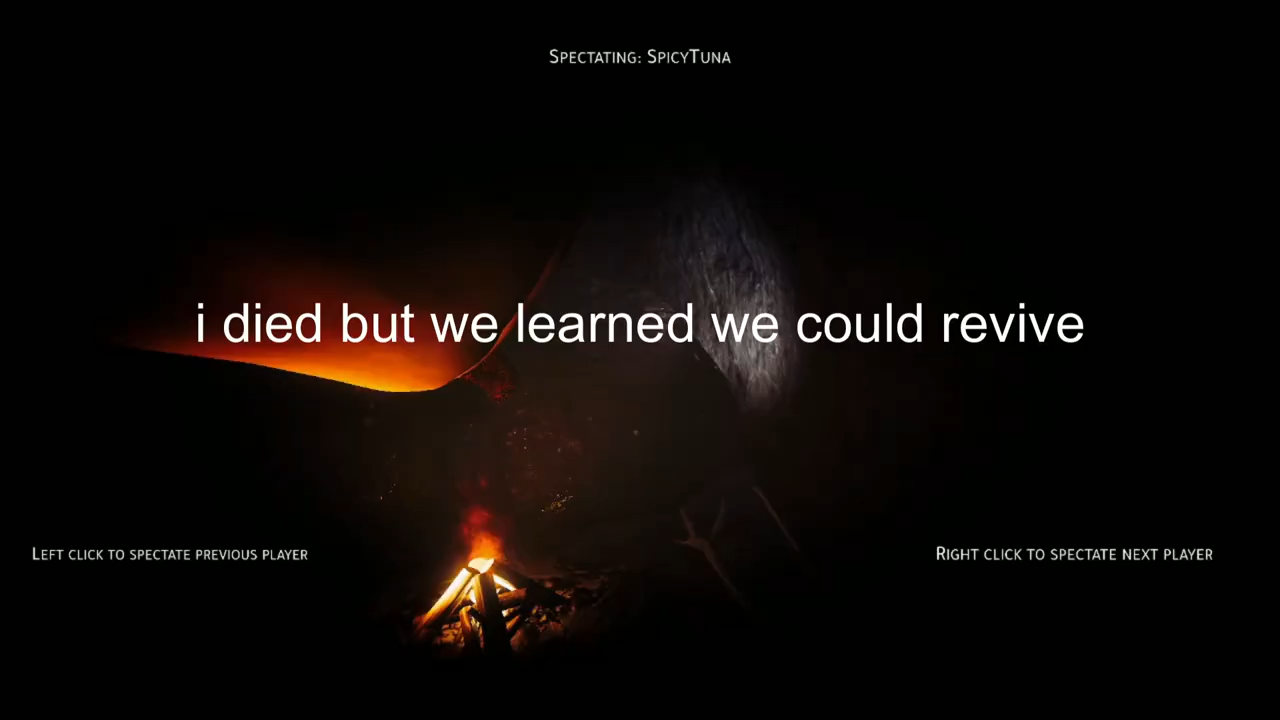 Spectating: SpicyTuna
i died but we learned we could revive
Left click to spectate previous player
Right click to spectate next player